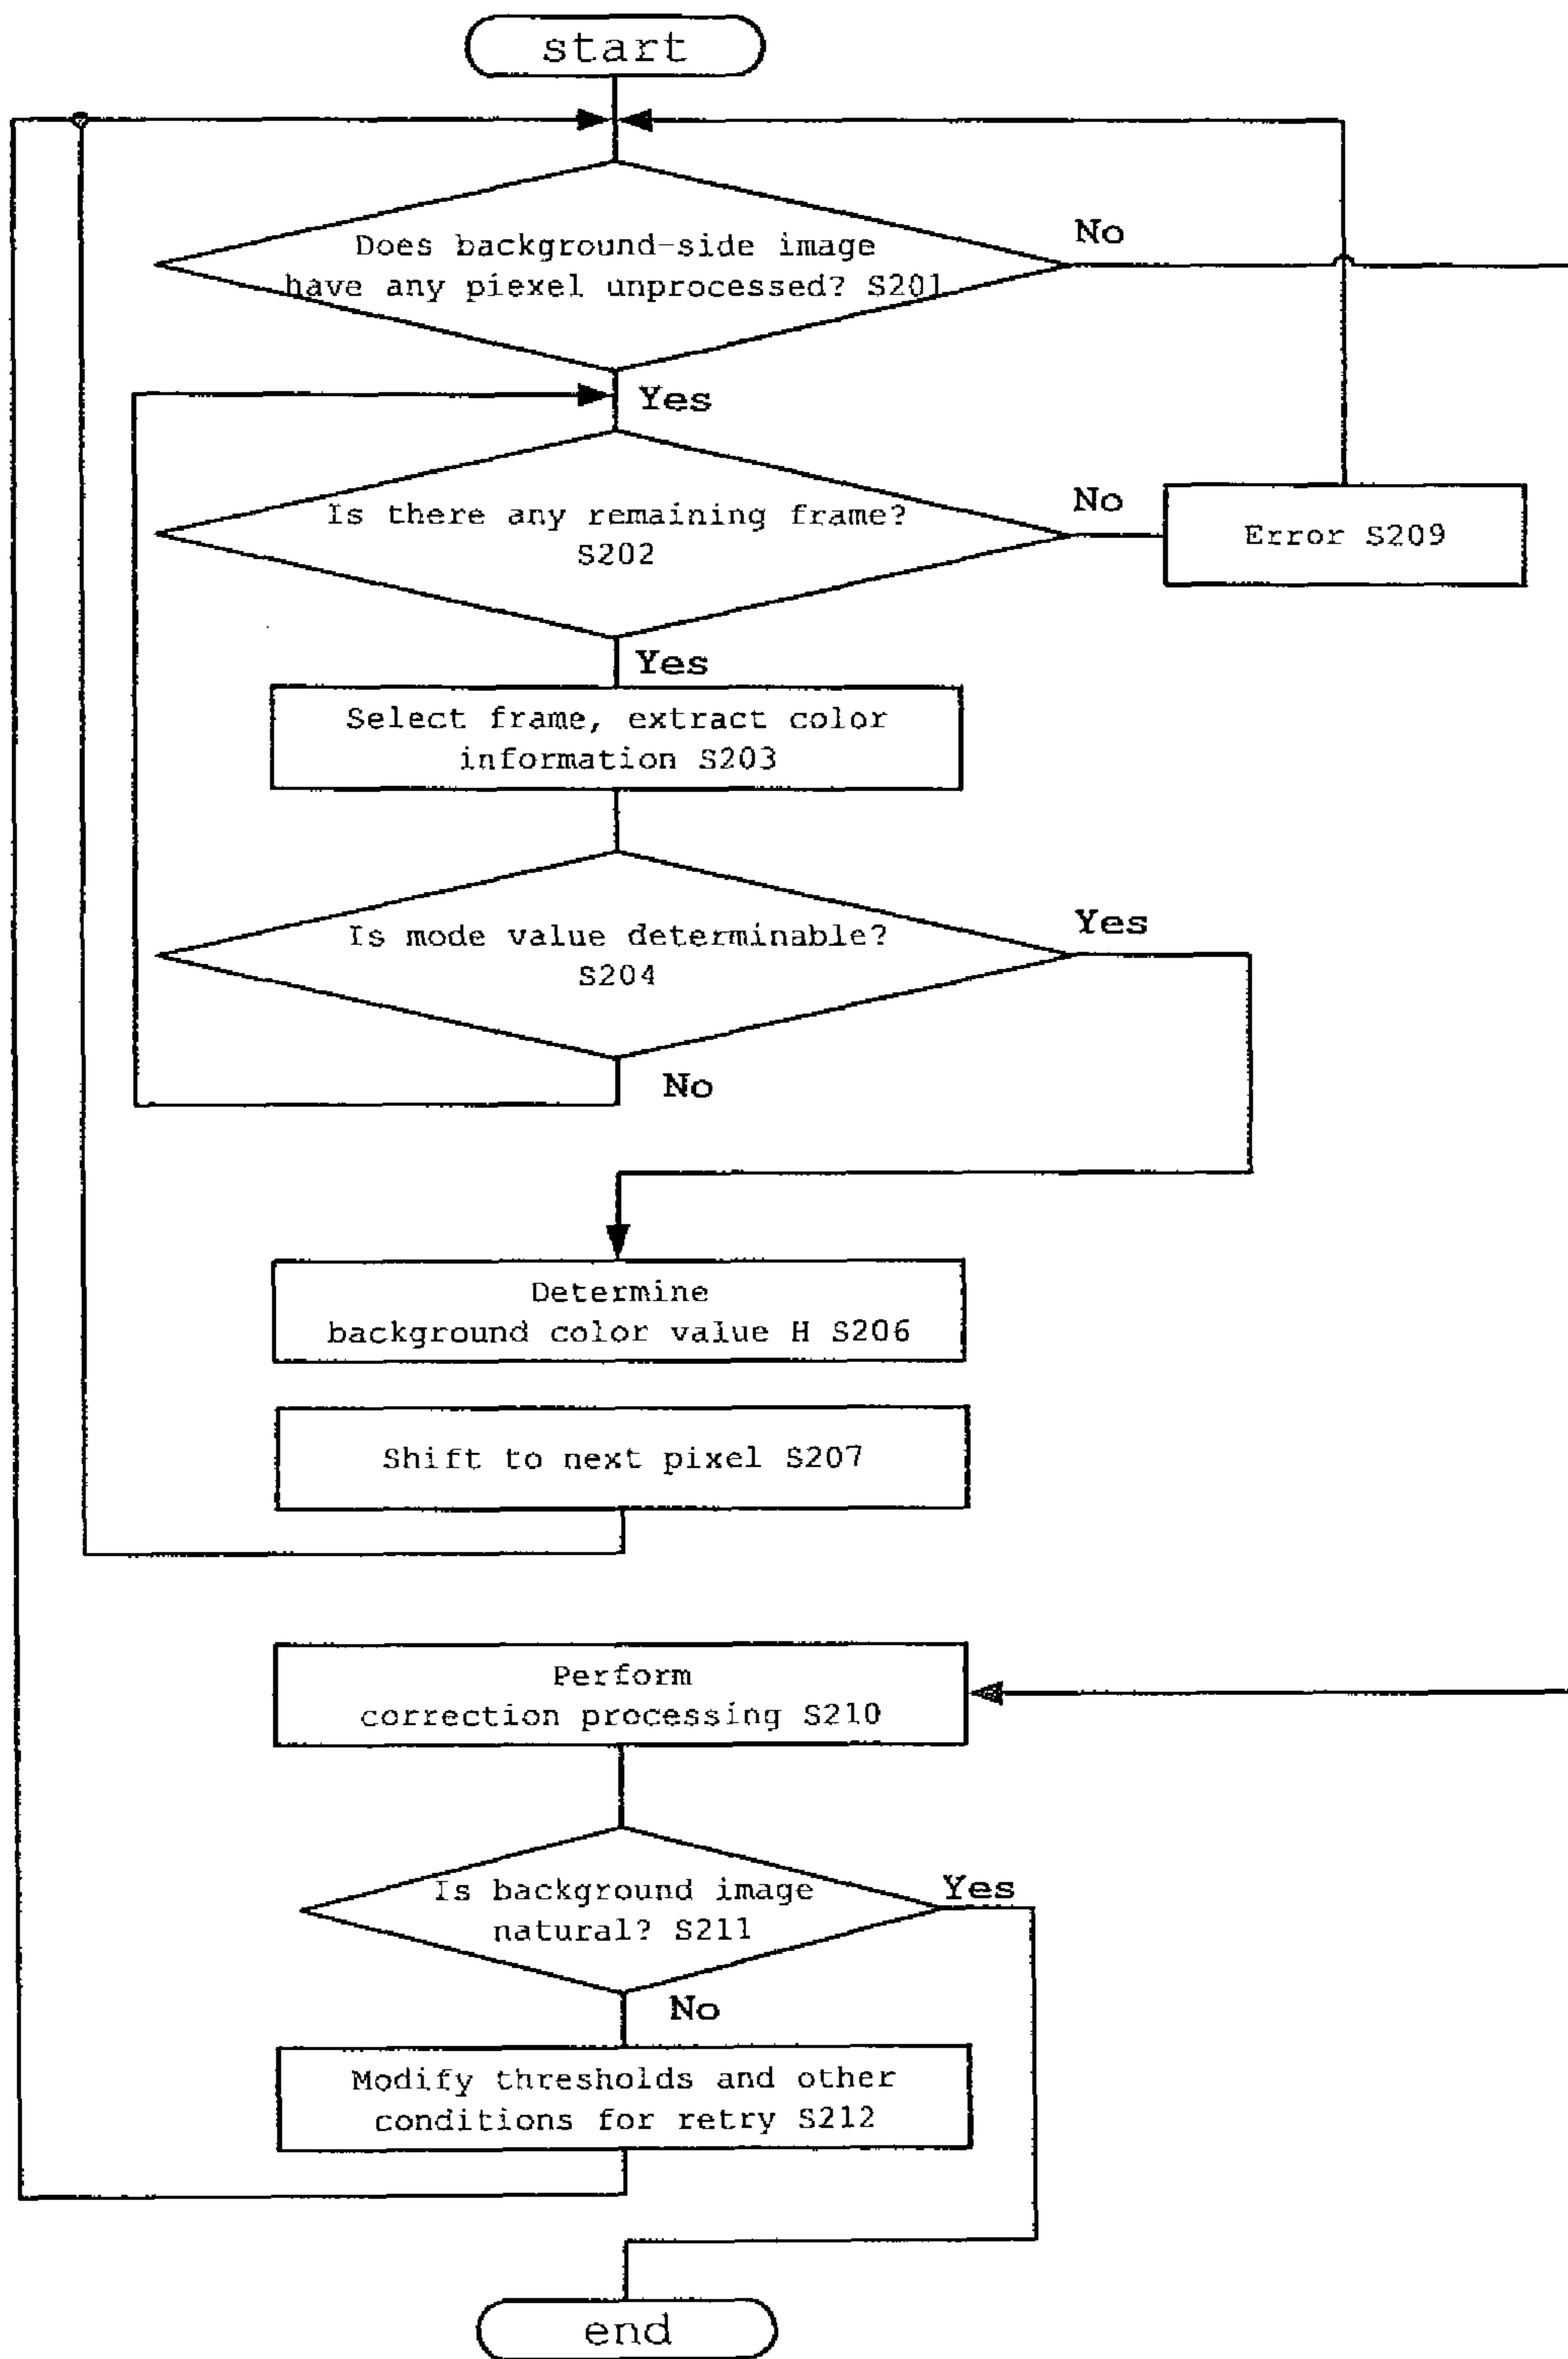 start
Does background-side image
No
have any piexel unprocessed? S201
Yes
Is there any remaining frame?
S202
No
Error S209
Yes
Select frame, extract color
information S203
Is mode value determinable?
S204
Yes
No
Determine
background color value H S206
Shift to next pixel S207
Perform
correction processing S210
Is background image
natural? S211
Yes
No
Modify thresholds and other
conditions for retry S212
end